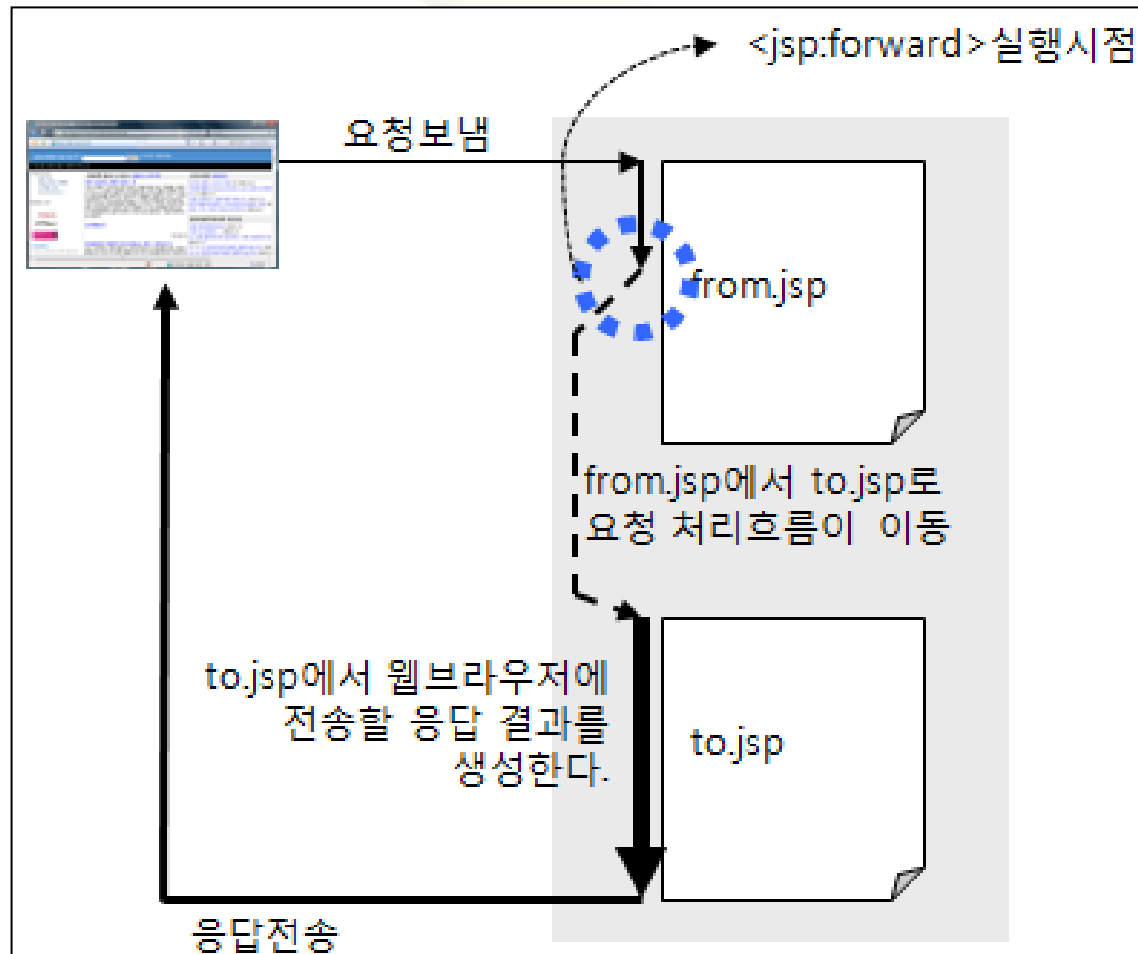 <jsp:forward>실행시점
요청보냄
from.jsp
from.jsp에서 to.jsp로
요청 처리흐름이 이동
to.jsp에서 웹브라우저에
전송할 응답 결과를
생성한다.
to.jsp
응답전송